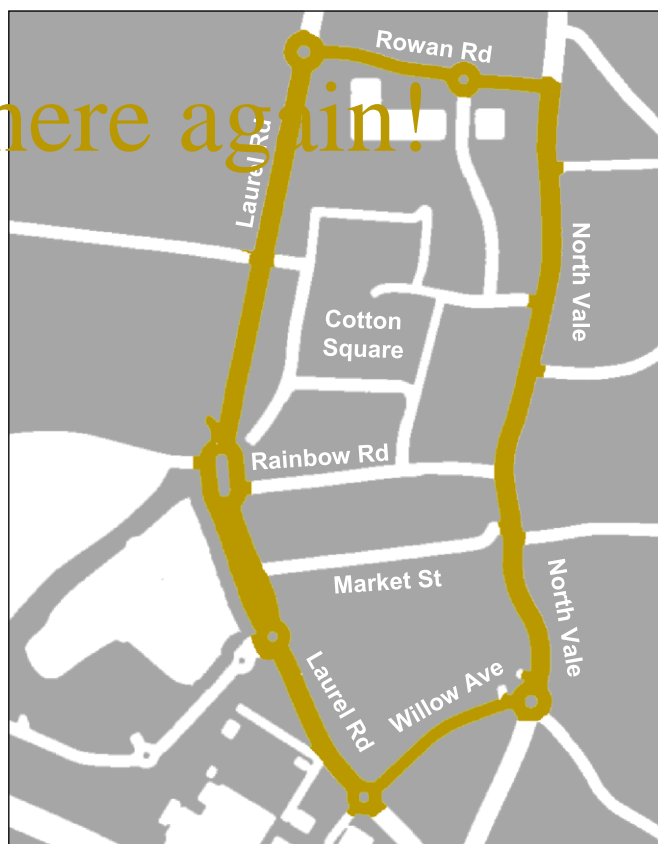 Rowan Rd
here again!
Laurel Rd
North Vale
Cotton
Square
Rainbow Rd
Market St
North Vale
Laurel Rd
Willow Ave